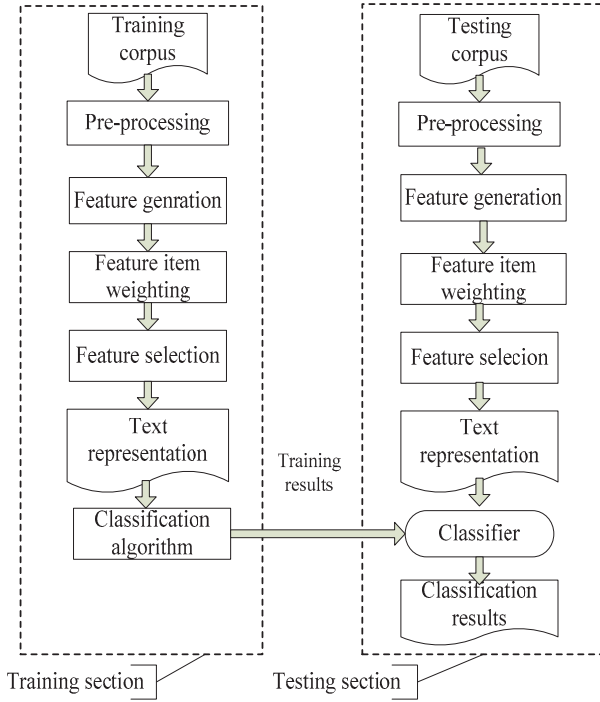 Training
corpus
Pre-processing
Feature genration
Feature item
weighting
Feature selection
Text
representation
Classification
algorithm
Training section
Training
results
Testing
corpus
Pre-processing
Feature generation
Feature item
weighting
Feature selecion
Text
representation
Classifier
Classification
results
Testing section